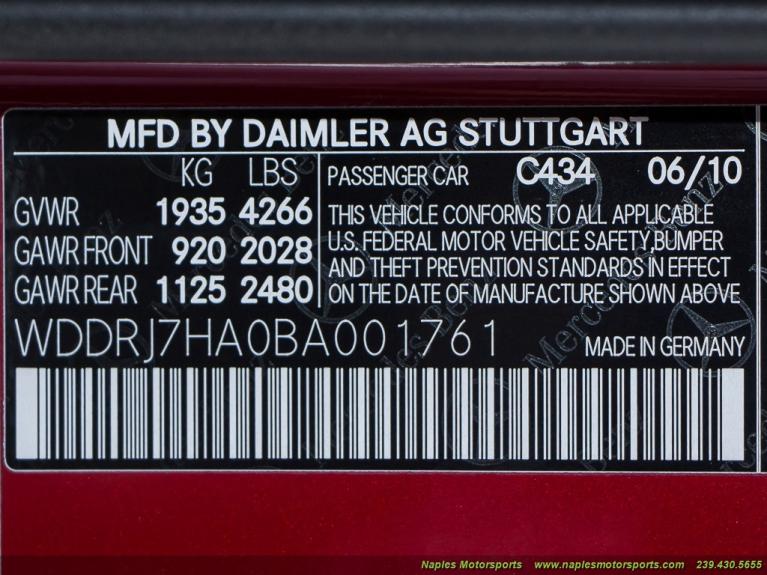 MFD BY DAIMLER AG STUTTGART
KG LBS
GVWR 1935 4266
GAWR FRONT 920 2028
GAWR REAR 1125 2480
PASSENGER CAR C434 06/10
THIS VEHICLE CONFORMS TO ALL APPLICABLE
U.S. FEDERAL MOTOR VEHICLE SAFETY,BUMPER
AND THEFT PREVENTION STANDARDS IN EFFECT
ON THE DATE OF MANUFACTURE SHOWN ABOVE
WDDRJ7HA0BA001761
MADE IN GERMANY
Naples Motorsports www.naplesmotorsports.com 239.430.5655